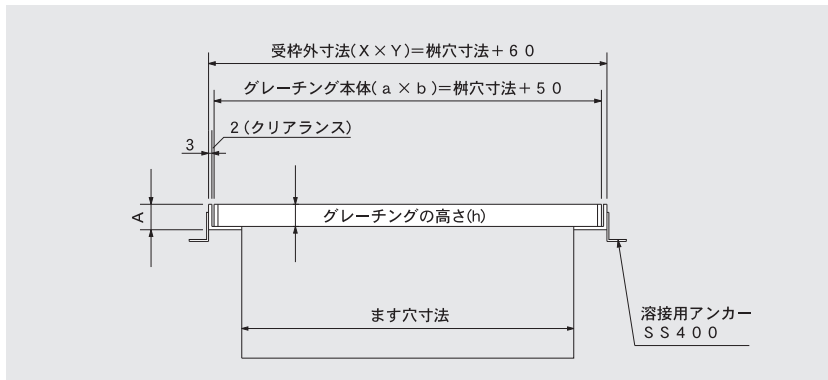 受枠外寸法(X×Y)=桝穴寸法+60
グレーチング本体(a×b)=桝穴寸法+50
2(クリアランス)
3
A
グレーチングの高さ(h)
ます穴寸法
溶接用アンカー
SS400